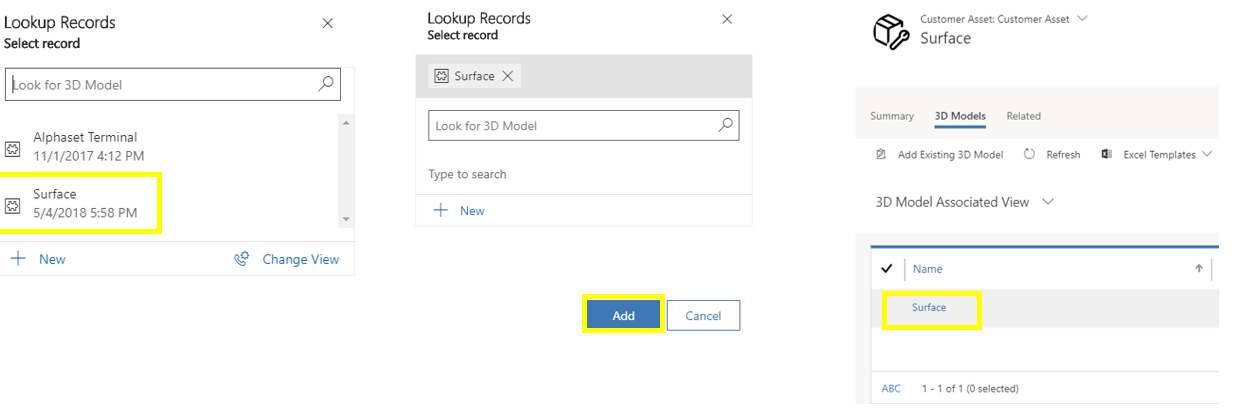 Lookup Records
Select record
Look for 3D Model
Alphaset Terminal
11/1/2017 4:12 PM
Surface
5/4/2018 5:58 PM
New
Change View
Lookup Records
Select record
Surface
Look for 3D Model
Type to search
New
Add
Cancel
Customer Asset: Customer Asset
Surface
Summary
3D Models
Related
Add Existing 3D Model
Refresh
Excel Templates
3D Model Associated View
Name
Surface
ABC
1 - 1 of 1 (0 selected)